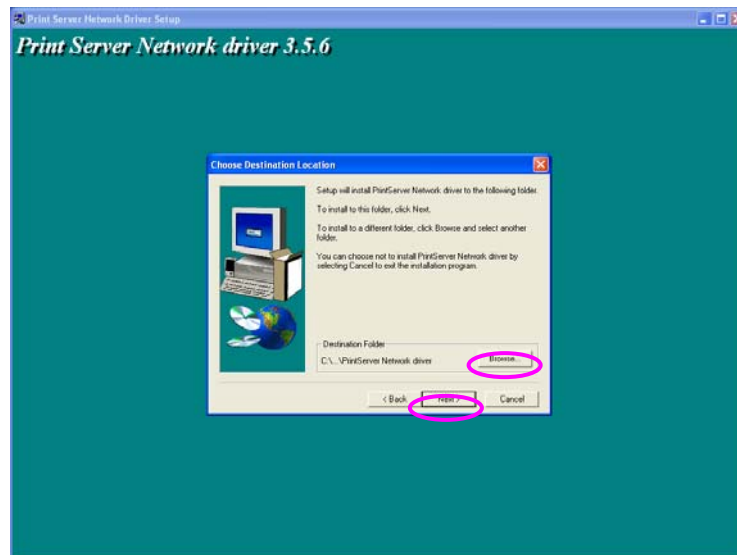 Print Server Network Driver Setup
Print Server Network driver 3.5.6
Choose Destination Location
Setup will install PrintServer Network driver to the following folder.
To install to this folder, click Next.
To install to a different folder, click Browse and select another
folder.
You can choose not to install PrintServer Network driver by
selecting Cancel to exit the installation program.
Destination Folder
C:\...\PrintServer Network driver
Browse...
< Back
Next >
Cancel